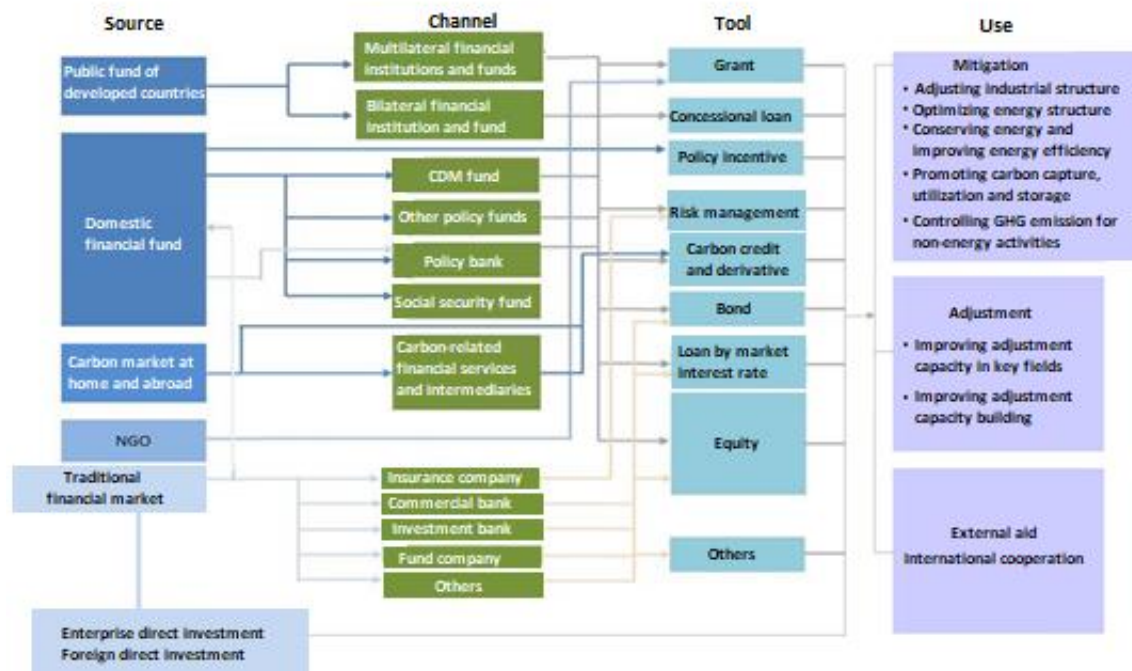 Source
Channel
Tool
Use
Public fund of
developed countries
Domestic
financial fund
Carbon market at
home and abroad
NGO
Traditional
financial market
Enterprise direct investment
Foreign direct investment
Multilateral financial
institutions and funds
Bilateral financial
institution and fund
CDM fund
Other policy funds
Policy bank
Social security fund
Carbon-related
financial services
and intermediaries
Insurance company
Commercial bank
Investment bank
Fund company
Others
Grant
Concessional loan
Policy incentive
Risk management
Carbon credit
and derivative
Bond
Loan by market
interest rate
Equity
Others
Mitigation
• Adjusting industrial structure
• Optimizing energy structure
• Conserving energy and
improving energy efficiency
• Promoting carbon capture,
utilization and storage
• Controlling GHG emission for
non-energy activities
Adjustment
• Improving adjustment
capacity in key fields
• Improving adjustment
capacity building
External aid
International cooperation